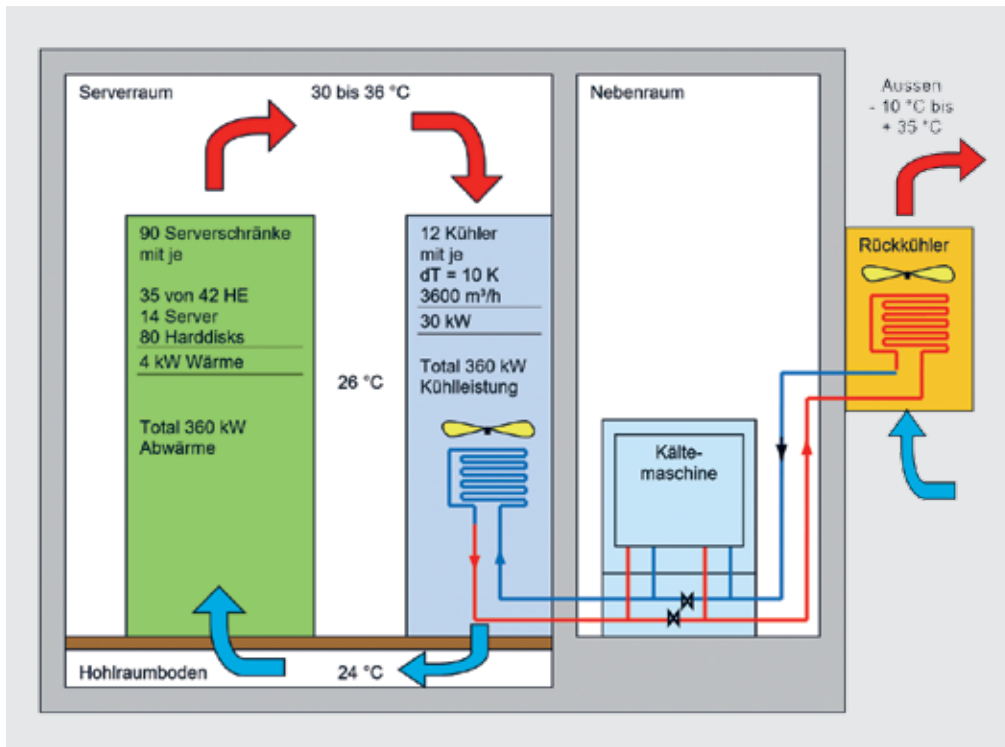 Serverraum
30 bis 36 °C
Nebenraum
Aussen
- 10 °C bis
+ 35 °C
90 Serverschränke
mit je
35 von 42 HE
14 Server
80 Harddisks
4 kW Wärme
Total 360 kW
Abwärme
26 °C
12 Kühler
mit je
dT = 10 K
3600 m³/h
30 kW
Total 360 kW
Kühlleistung
Kälte-
maschine
Rückkühler
Hohlraumboden
24 °C